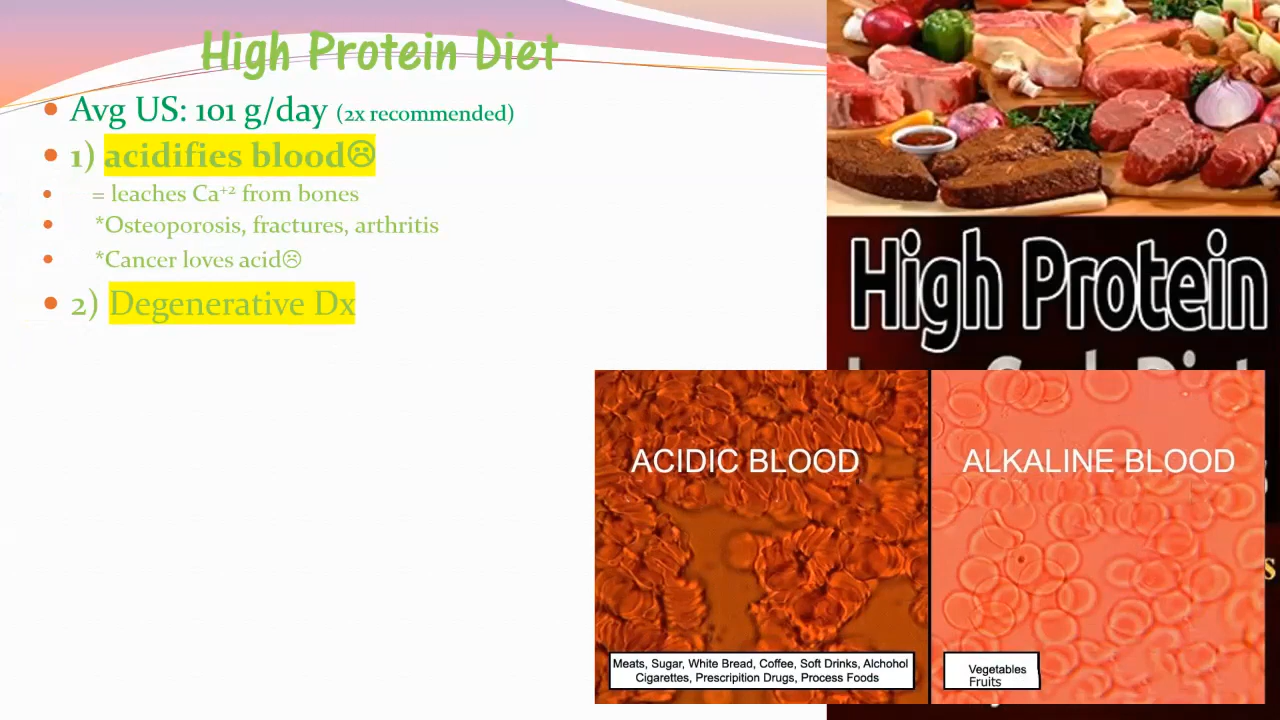 High Protein Diet
• Avg US: 101 g/day (2x recommended)
• 1) acidifies blood☹
• = leaches Ca⁺² from bones
• *Osteoporosis, fractures, arthritis
• *Cancer loves acid☹
• 2) Degenerative Dx
High Protein
ACIDIC BLOOD
ALKALINE BLOOD
Meats, Sugar, White Bread, Coffee, Soft Drinks, Alchohol
Cigarettes, Prescripition Drugs, Process Foods
Vegetables
Fruits